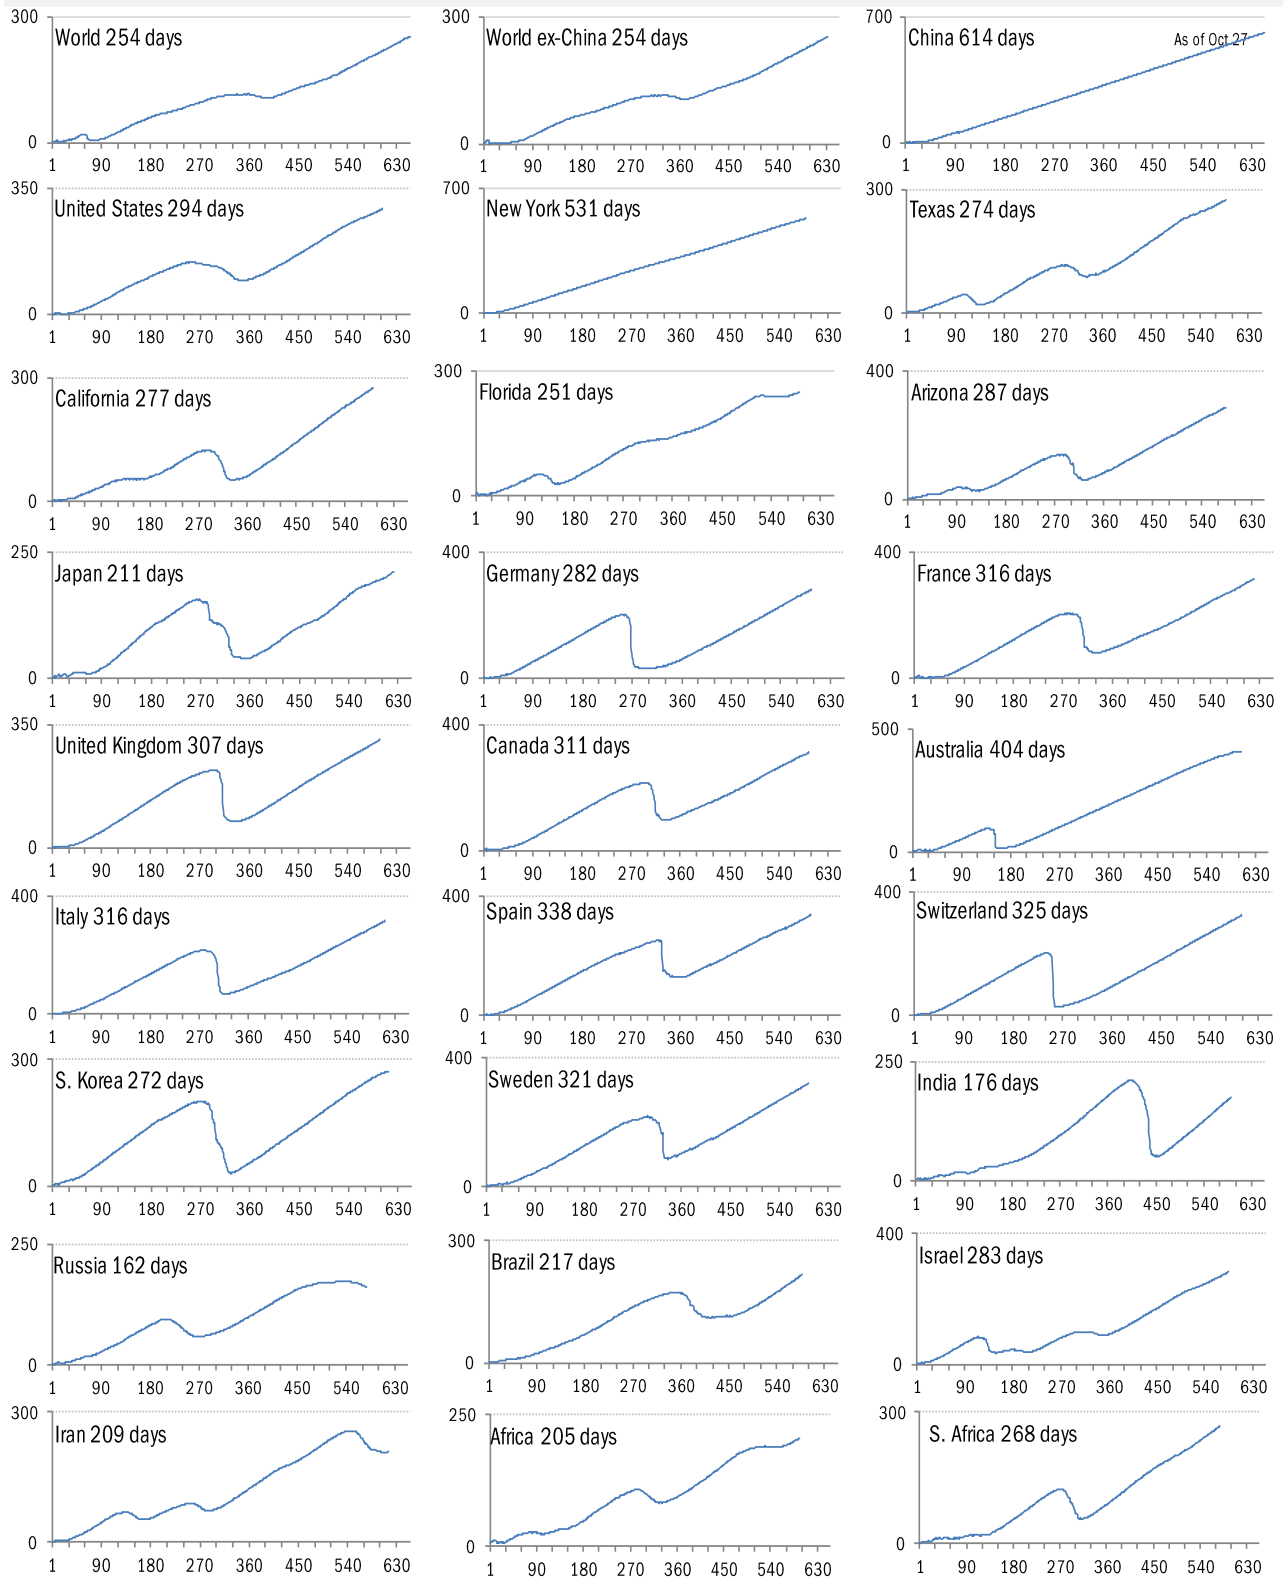 World 254 days
300
0
1 90 180 270 360 450 540 630
World ex-China 254 days
300
0
1 90 180 270 360 450 540 630
China 614 days
As of Oct 27
700
0
1 90 180 270 360 450 540 630
United States 294 days
350
0
1 90 180 270 360 450 540 630
New York 531 days
700
0
1 90 180 270 360 450 540 630
Texas 274 days
300
0
1 90 180 270 360 450 540 630
California 277 days
300
0
1 90 180 270 360 450 540 630
Florida 251 days
300
0
1 90 180 270 360 450 540 630
Arizona 287 days
400
0
1 90 180 270 360 450 540 630
Japan 211 days
250
0
1 90 180 270 360 450 540 630
Germany 282 days
400
0
1 90 180 270 360 450 540 630
France 316 days
400
0
1 90 180 270 360 450 540 630
United Kingdom 307 days
350
0
1 90 180 270 360 450 540 630
Canada 311 days
400
0
1 90 180 270 360 450 540 630
Australia 404 days
500
0
1 90 180 270 360 450 540 630
Italy 316 days
400
0
1 90 180 270 360 450 540 630
Spain 338 days
400
0
1 90 180 270 360 450 540 630
Switzerland 325 days
400
0
1 90 180 270 360 450 540 630
S. Korea 272 days
300
0
1 90 180 270 360 450 540 630
Sweden 321 days
400
0
1 90 180 270 360 450 540 630
India 176 days
250
0
1 90 180 270 360 450 540 630
Russia 162 days
250
0
1 90 180 270 360 450 540 630
Brazil 217 days
300
0
1 90 180 270 360 450 540 630
Israel 283 days
400
0
1 90 180 270 360 450 540 630
Iran 209 days
300
0
1 90 180 270 360 450 540 630
Africa 205 days
250
0
1 90 180 270 360 450 540 630
S. Africa 268 days
300
0
1 90 180 270 360 450 540 630